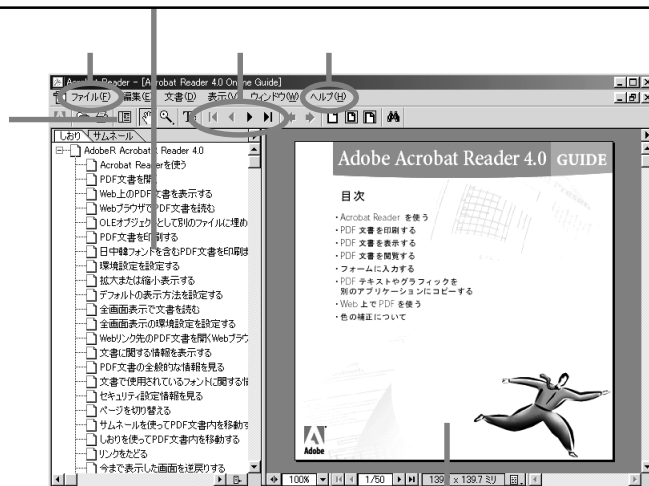 Acrobat Reader - [Acrobat Reader 4.0 Online Guide]
ファイル(F) 編集(E) 文書(D) 表示(V) ウィンドウ(W) ヘルプ(H)
しおり サムネール
AdobeR Acrobat Reader 4.0
Acrobat Readerを使う
PDF文書を開
Web上のPDF文書を表示する
WebブラウザでPDF文書を読む
OLEオブジェクトとして別のファイルに埋め
PDF文書を印刷する
日中韓フォントを含むPDF文書を印刷ま
環境設定を設定する
拡大または縮小表示する
デフォルトの表示方法を設定する
全画面表示で文書を読む
全画面表示の環境設定を設定する
Webリンク先のPDF文書を開くWebブラウ
文書に関する情報を表示する
PDF文書の全般的な情報を見る
文書で使用されているフォントに関する情
セキュリティ設定情報を見る
ページを切り替える
サムネールを使ってPDF文書内を移動す
しおりを使ってPDF文書内を移動する
リンクをたどる
今まで表示した画面を逆戻りする
Adobe Acrobat Reader 4.0 GUIDE
目次
・Acrobat Reader を使う
・PDF 文書を印刷する
・PDF 文書を表示する
・PDF 文書を閲覧する
・フォームに入力する
・PDF テキストやグラフィックを
別のアプリケーションにコピーする
・Web 上で PDF を使う
・色の補正について
Adobe
100% 1/50 139. x 139.7 ミリ